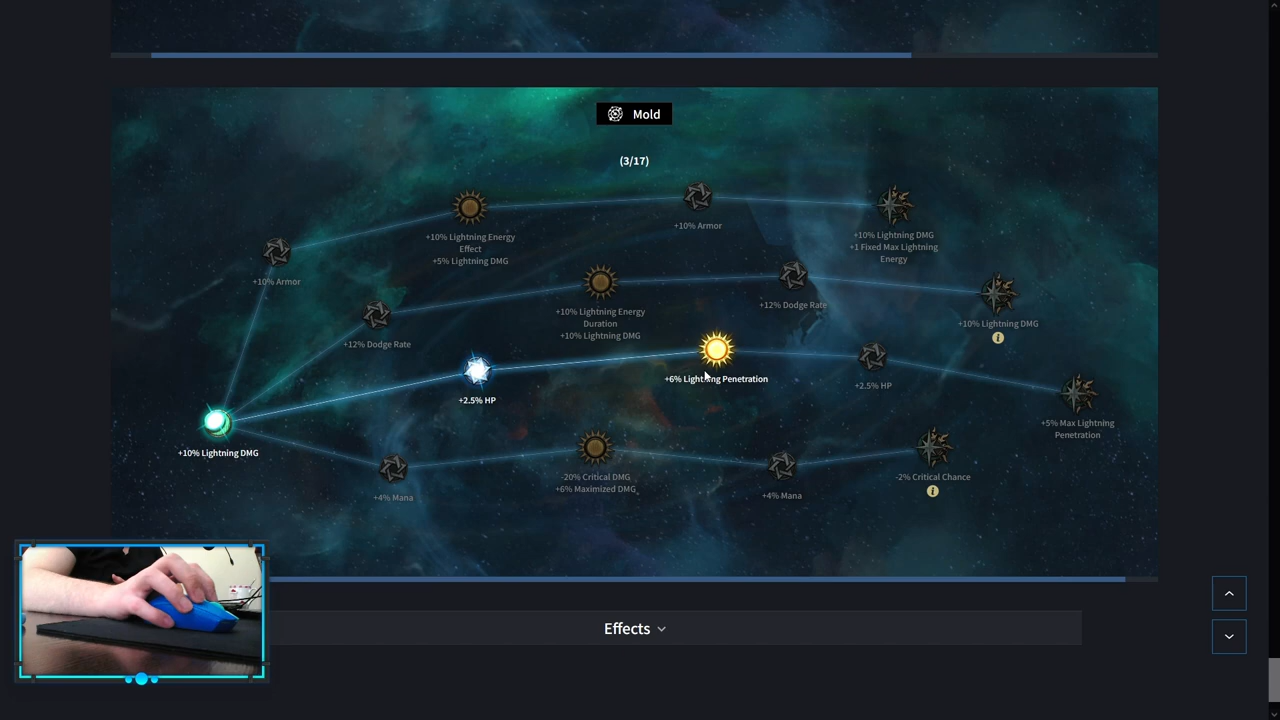 Mold
(3/17)
+10% Armor
+10% Lightning Energy
Effect
+5% Lightning DMG
+10% Armor
+10% Lightning DMG
+1 Fixed Max Lightning
Energy
+12% Dodge Rate
+10% Lightning Energy
Duration
+10% Lightning DMG
+12% Dodge Rate
+10% Lightning DMG
i
+10% Lightning DMG
+2.5% HP
+6% Lightning Penetration
+2.5% HP
+5% Max Lightning
Penetration
+4% Mana
-20% Critical DMG
+6% Maximized DMG
+4% Mana
-2% Critical Chance
i
Effects